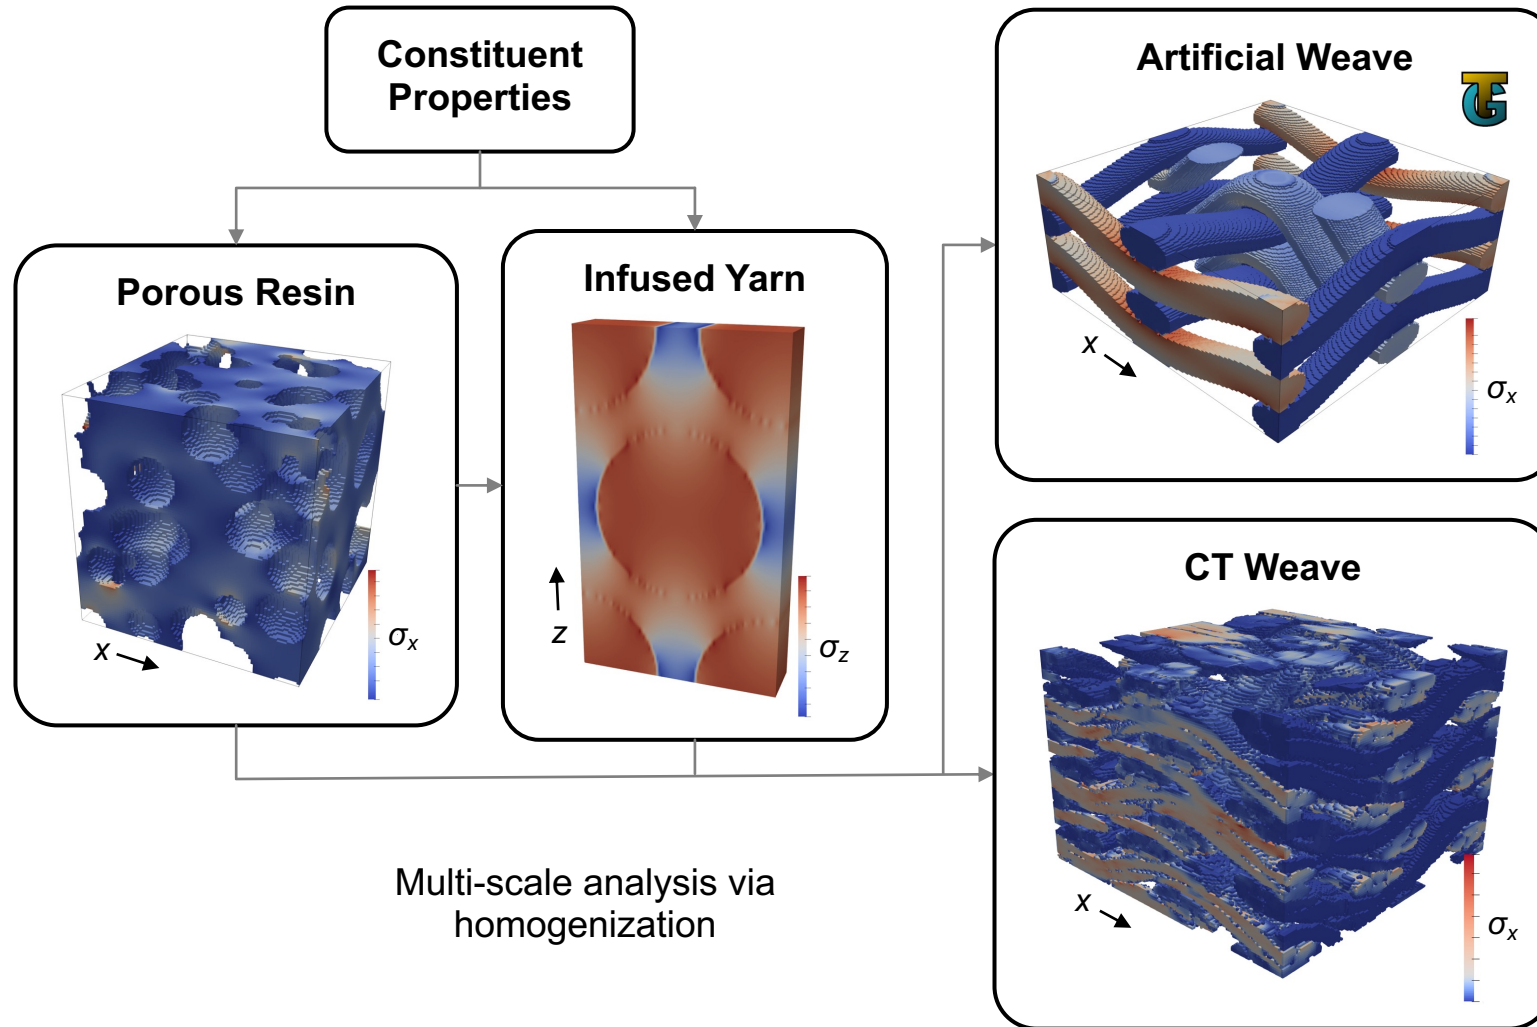 Constituent
Properties
Porous Resin
x
σx
Infused Yarn
z
σz
Artificial Weave
TG
x
σx
CT Weave
x
σx
Multi-scale analysis via
homogenization